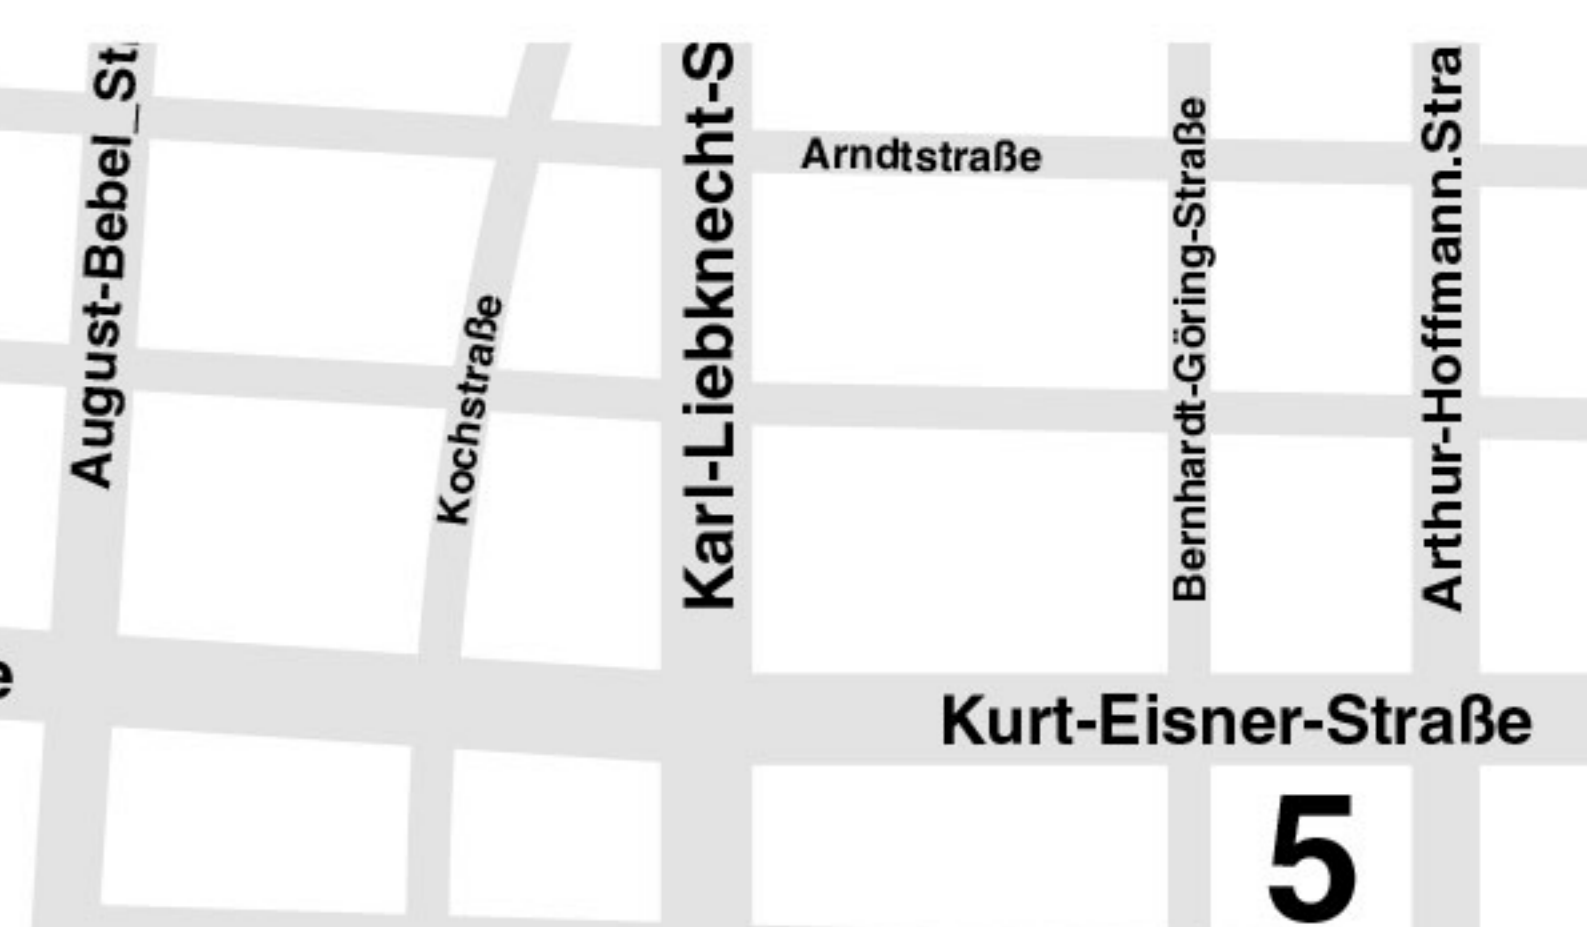 August-Bebel_St
Kochstraße
Karl-Liebknecht-S
Arndtstraße
Bernhardt-Göring-Straße
Arthur-Hoffmann.Stra
e
Kurt-Eisner-Straße
5